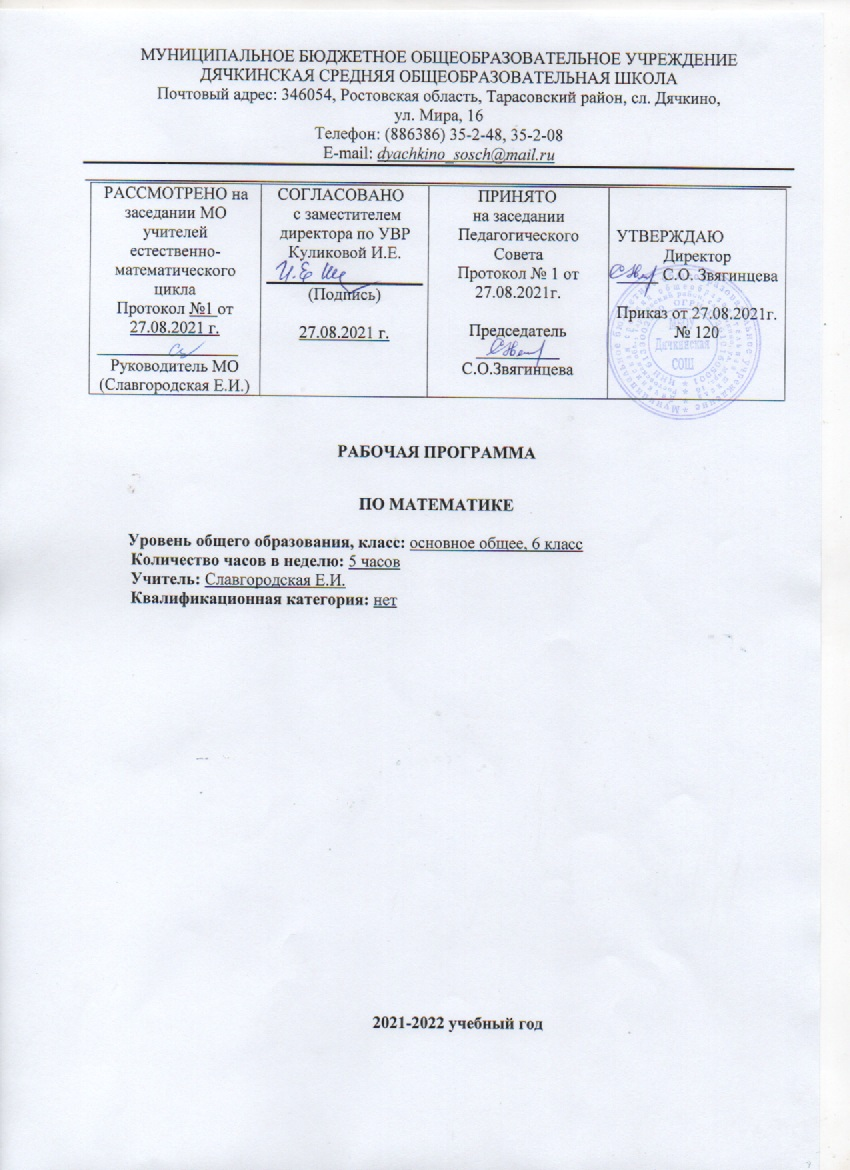 МУНИЦИПАЛЬНОЕ БЮДЖЕТНОЕ ОБЩЕОБРАЗОВАТЕЛЬНОЕ УЧРЕЖДЕНИЕ
ДЯЧКИНСКАЯ СРЕДНЯЯ ОБЩЕОБРАЗОВАТЕЛЬНАЯ ШКОЛА
Почтовый адрес: 346054, Ростовская область, Тарасовский район, сл. Дячкино,
ул. Мира, 16
Телефон: (886386) 35-2-48, 35-2-08
E-mail: dyachkino_sosch@mail.ru
РАССМОТРЕНО на
заседании МО
учителей
естественно-
математического
цикла
Протокол №1 от
27.08.2021 г.
Руководитель МО
(Славгородская Е.И.)
СОГЛАСОВАНО
с заместителем
директора по УВР
Куликовой И.Е.
(Подпись)
27.08.2021 г.
ПРИНЯТО
на заседании
Педагогического
Совета
Протокол № 1 от
27.08.2021г.
Председатель
С.О.Звягинцева
УТВЕРЖДАЮ
Директор
С.О. Звягинцева
Приказ от 27.08.2021г.
№ 120
Дячкинская
СОШ
РАБОЧАЯ ПРОГРАММА
ПО МАТЕМАТИКЕ
Уровень общего образования, класс: основное общее, 6 класс
Количество часов в неделю: 5 часов
Учитель: Славгородская Е.И.
Квалификационная категория: нет
2021-2022 учебный год